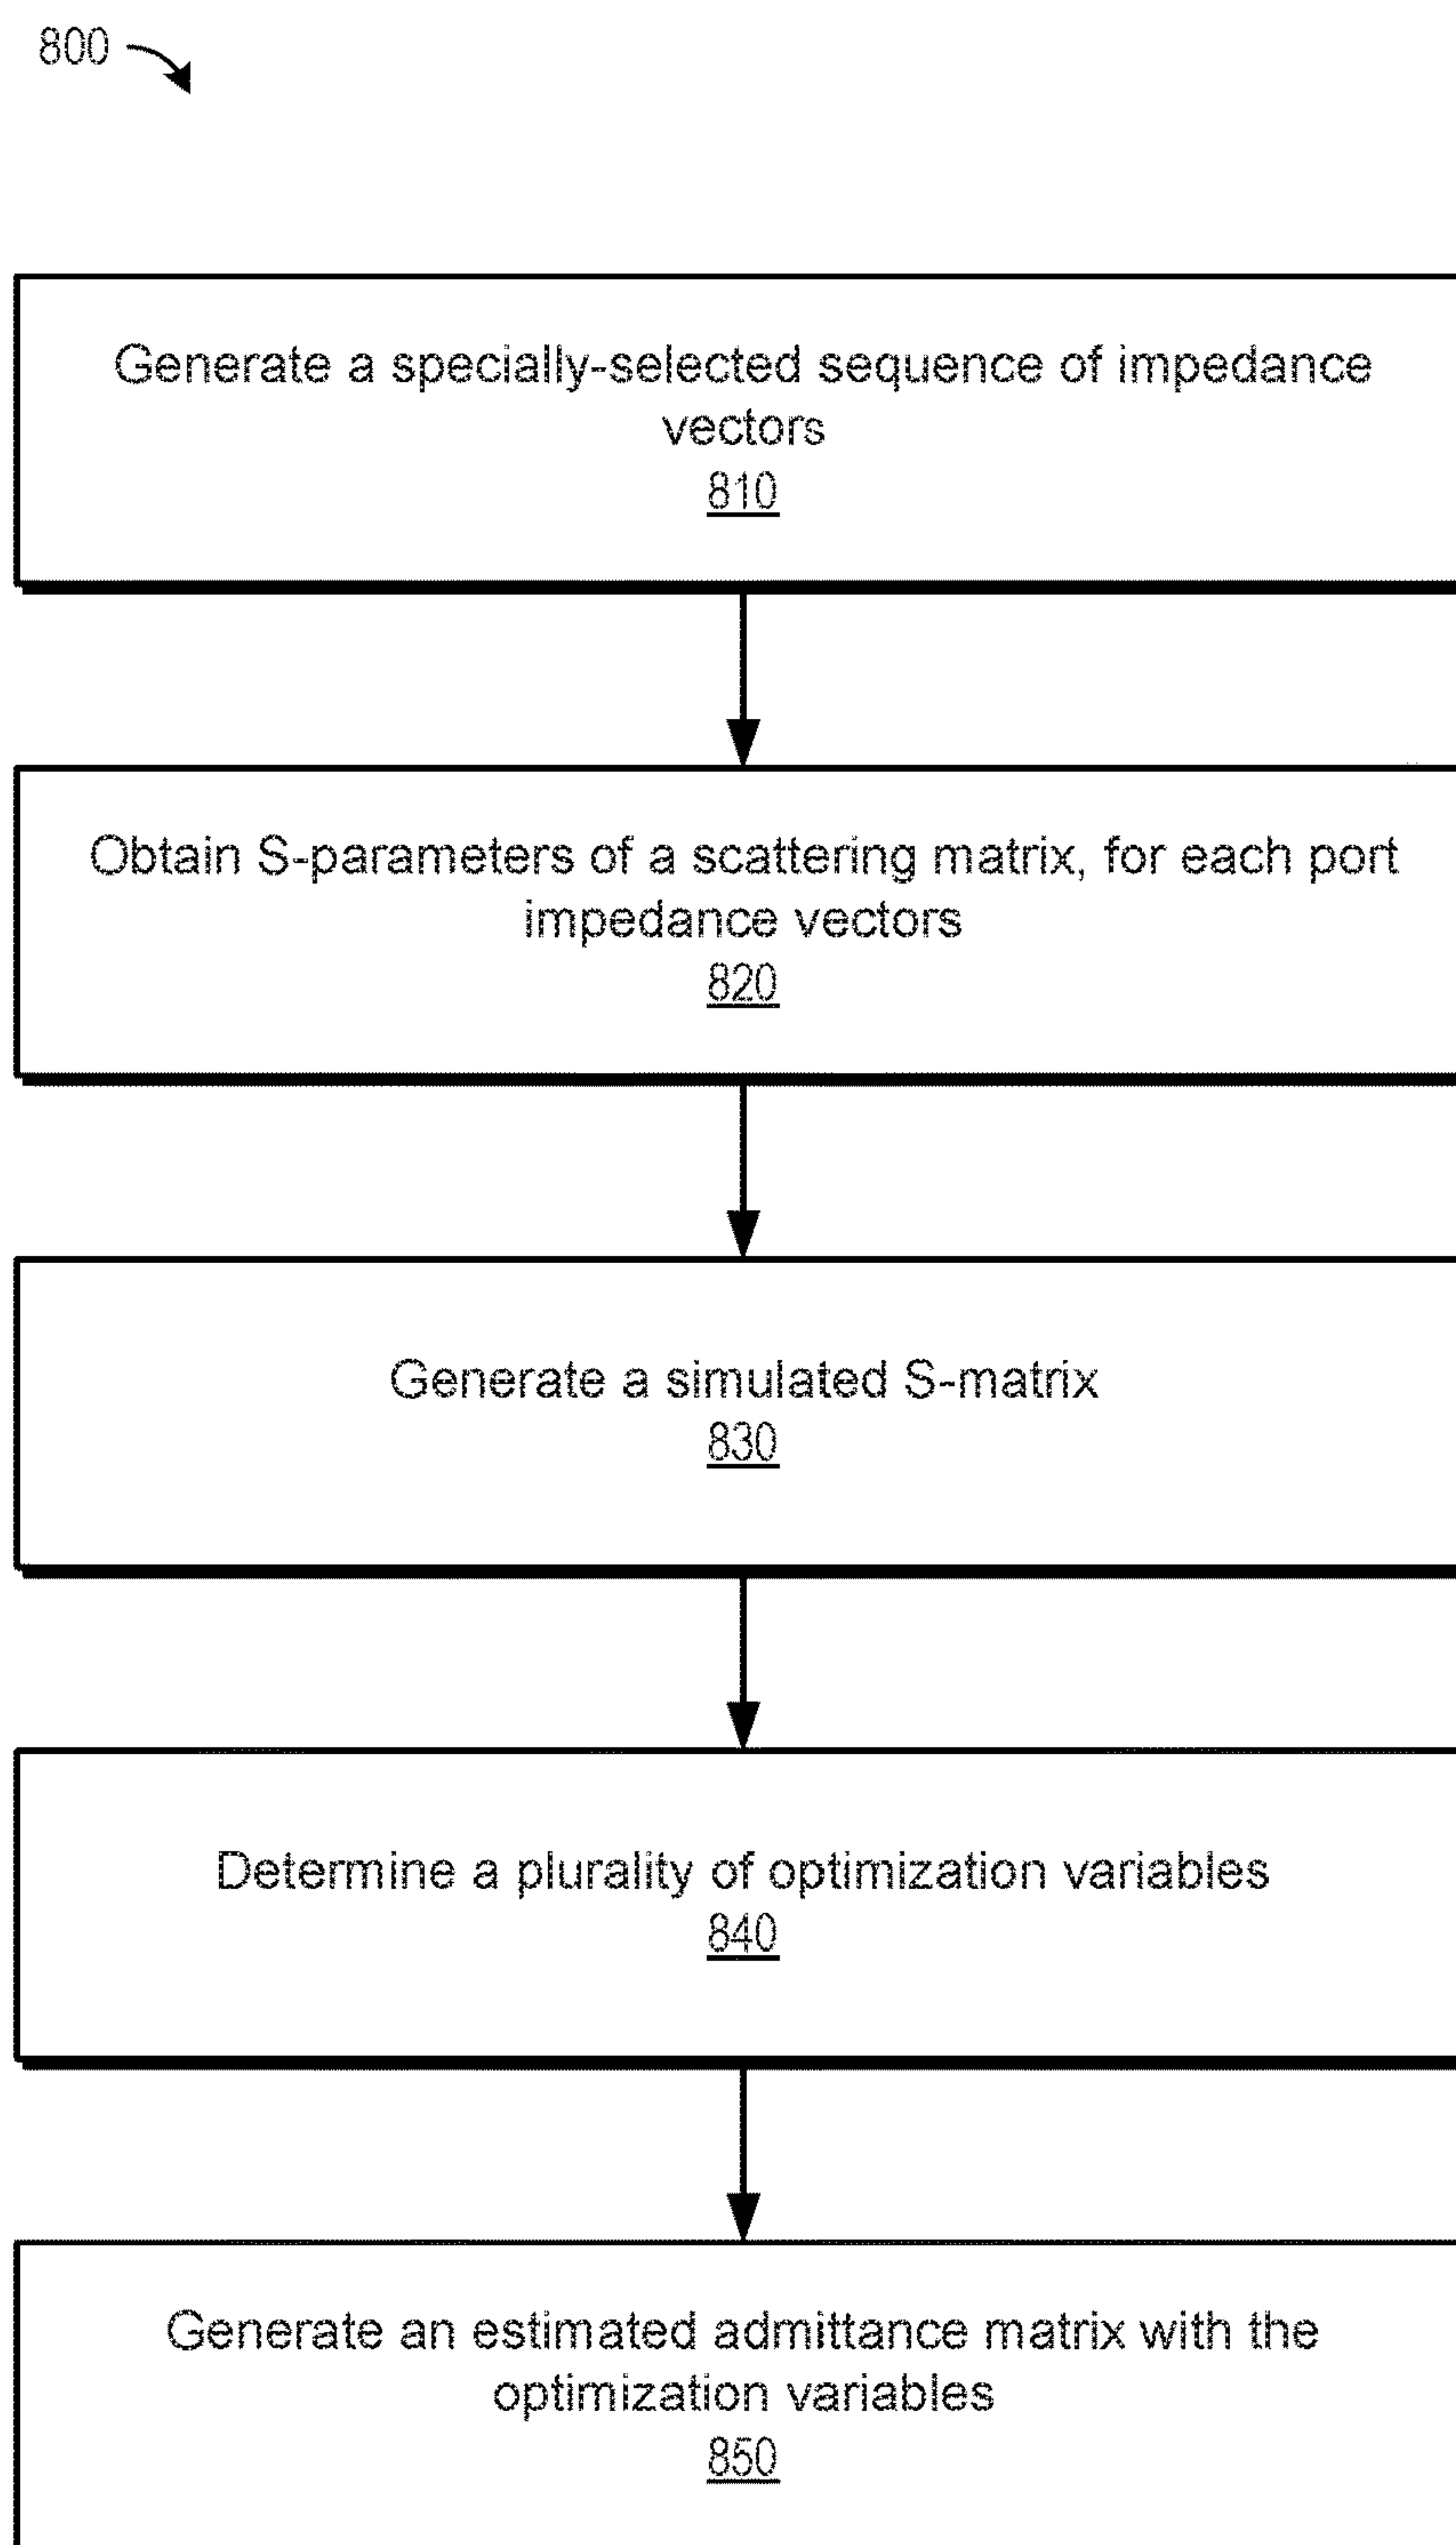 800
Generate a specially-selected sequence of impedance
vectors
810
Obtain S-parameters of a scattering matrix, for each port
impedance vectors
820
Generate a simulated S-matrix
830
Determine a plurality of optimization variables
840
Generate an estimated admittance matrix with the
optimization variables
850